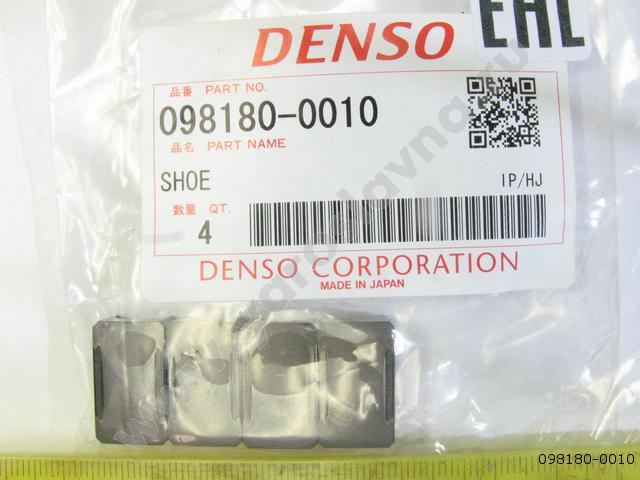 DENSO
EAC
品番 PART NO.
098180-0010
品名 PART NAME
SHOE
IP/HJ
数量 QT.
4
DENSO CORPORATION
MADE IN JAPAN
098180-0010